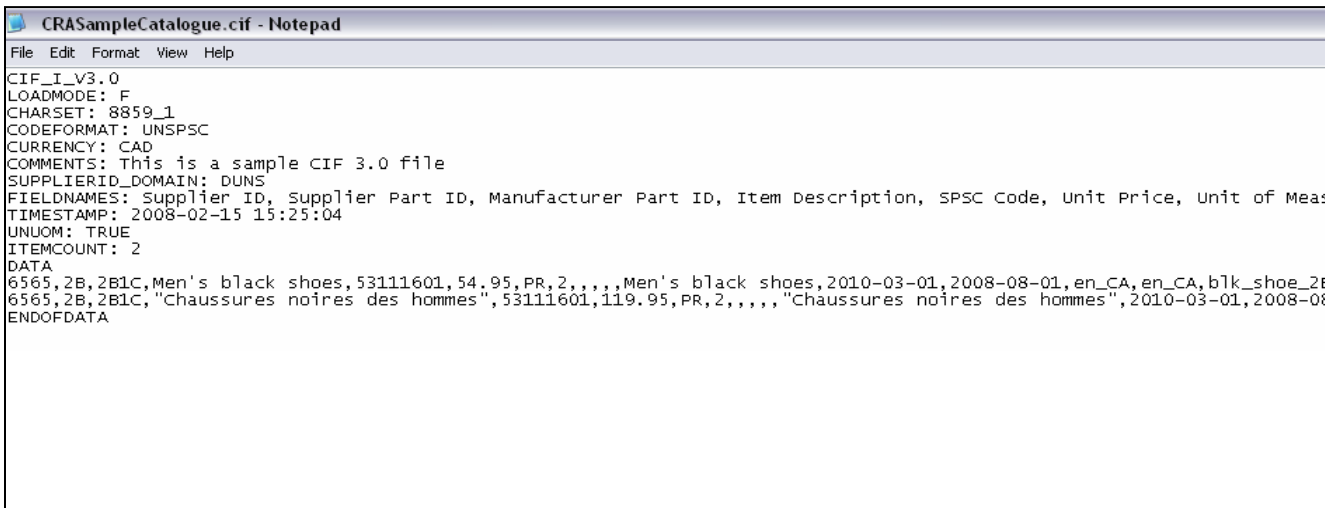 CRASampleCatalogue.cif - Notepad
File Edit Format View Help
CIF_I_V3.0
LOADMODE: F
CHARSET: 8859_1
CODEFORMAT: UNSPSC
CURRENCY: CAD
COMMENTS: This is a sample CIF 3.0 file
SUPPLIERID_DOMAIN: DUNS
FIELDNAMES: Supplier ID, Supplier Part ID, Manufacturer Part ID, Item Description, SPSC Code, Unit Price, Unit of
TIMESTAMP: 2008-02-15 15:25:04
UNUOM: TRUE
ITEMCOUNT: 2
DATA
6565,2B,2B1C,Men's black shoes,53111601,54.95,PR,2,,,,,Men's black shoes,2010-03-01,2008-08-01,en_CA,en_CA,blk_shoe_2
6565,2B,2B1C,"Chaussures noires des hommes",53111601,119.95,PR,2,,,,,"Chaussures noires des hommes",2010-03-01,2008-0
ENDOFDATA